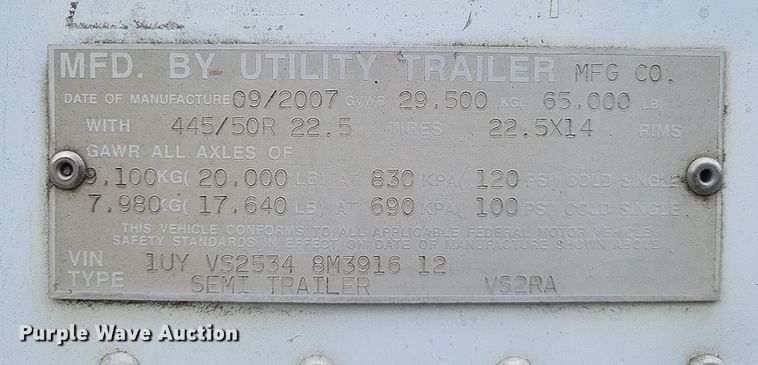 MFD. BY UTILITY TRAILER MFG CO.
DATE OF MANUFACTURE 09/2007 GVWR 29,500 KG( 65,000 LB)
WITH 445/50R 22.5 TIRES 22.5X14 RIMS
GAWR ALL AXLES OF
9,100KG( 20,000 LB) AT 830 KPA( 120 PSI COLD SINGLE
7,980KG( 17,640 LB) AT 690 KPA( 100 PSI COLD SINGLE
THIS VEHICLE CONFORMS TO ALL APPLICABLE FEDERAL MOTOR VEHICLE
SAFETY STANDARDS IN EFFECT ON DATE OF MANUFACTURE SHOWN ABOVE
VIN 1UY VS2534 8M3916 12
TYPE SEMI TRAILER VS2RA
Purple Wave Auction